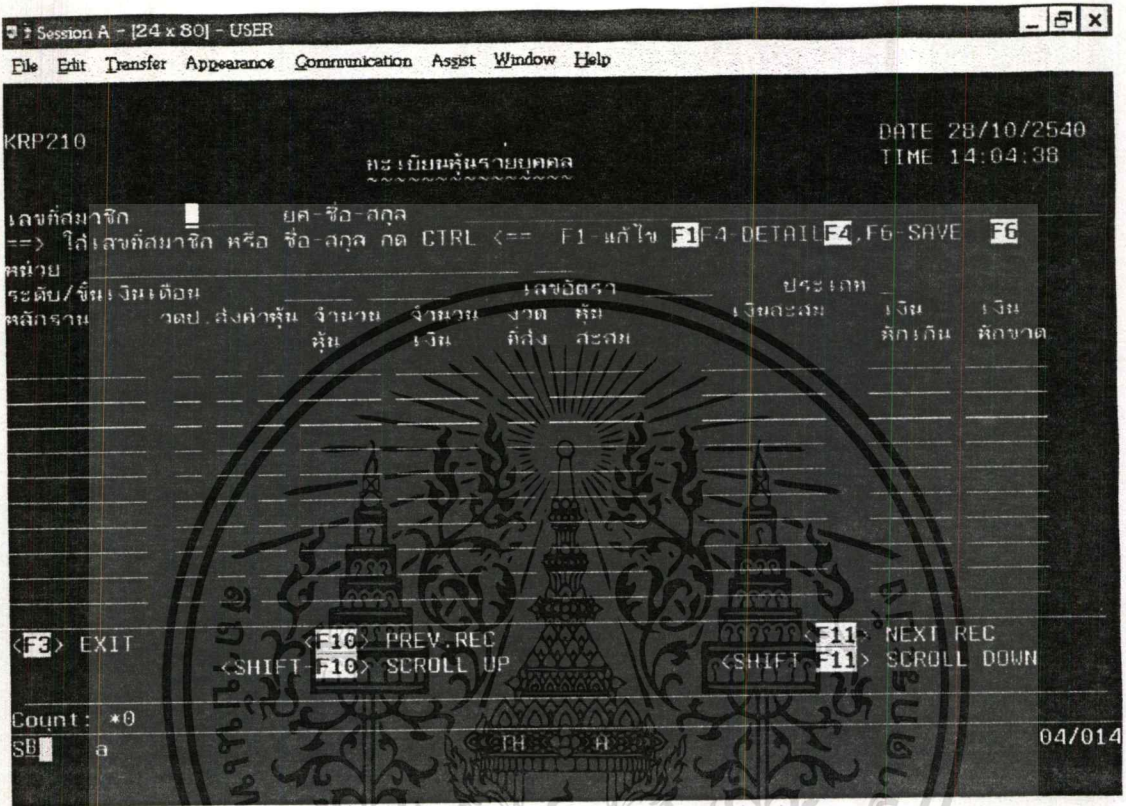 Session A - [24 x 80] - USER
File Edit Transfer Appearance Communication Assist Window Help
KRP210 DATE 28/10/2540
ทะเบียนหุ้นรายบุคคล TIME 14:04:38
เลขที่สมาชิก ยศ-ชื่อ-สกุล
==> ใส่เลขที่สมาชิก หรือ ชื่อ-สกุล กด CTRL <== F1-แก้ไข F1F4-DETAILF4,F6-SAVE F6
หน่วย
ระดับ/ขั้นเงินเดือน เลขอัตรา ประเภท
หลักฐาน วดป.ส่งค่าหุ้น จำนวน จำนวน งวด หุ้น เงินสะสม เงิน เงิน
หุ้น เงิน ที่ส่ง สะสม หักเกิน หักขาด
<F3> EXIT <F10> PREV.REC <F11> NEXT REC
<SHIFT-F10> SCROLL UP <SHIFT-F11> SCROLL DOWN
Count: *0
SB a 04/014